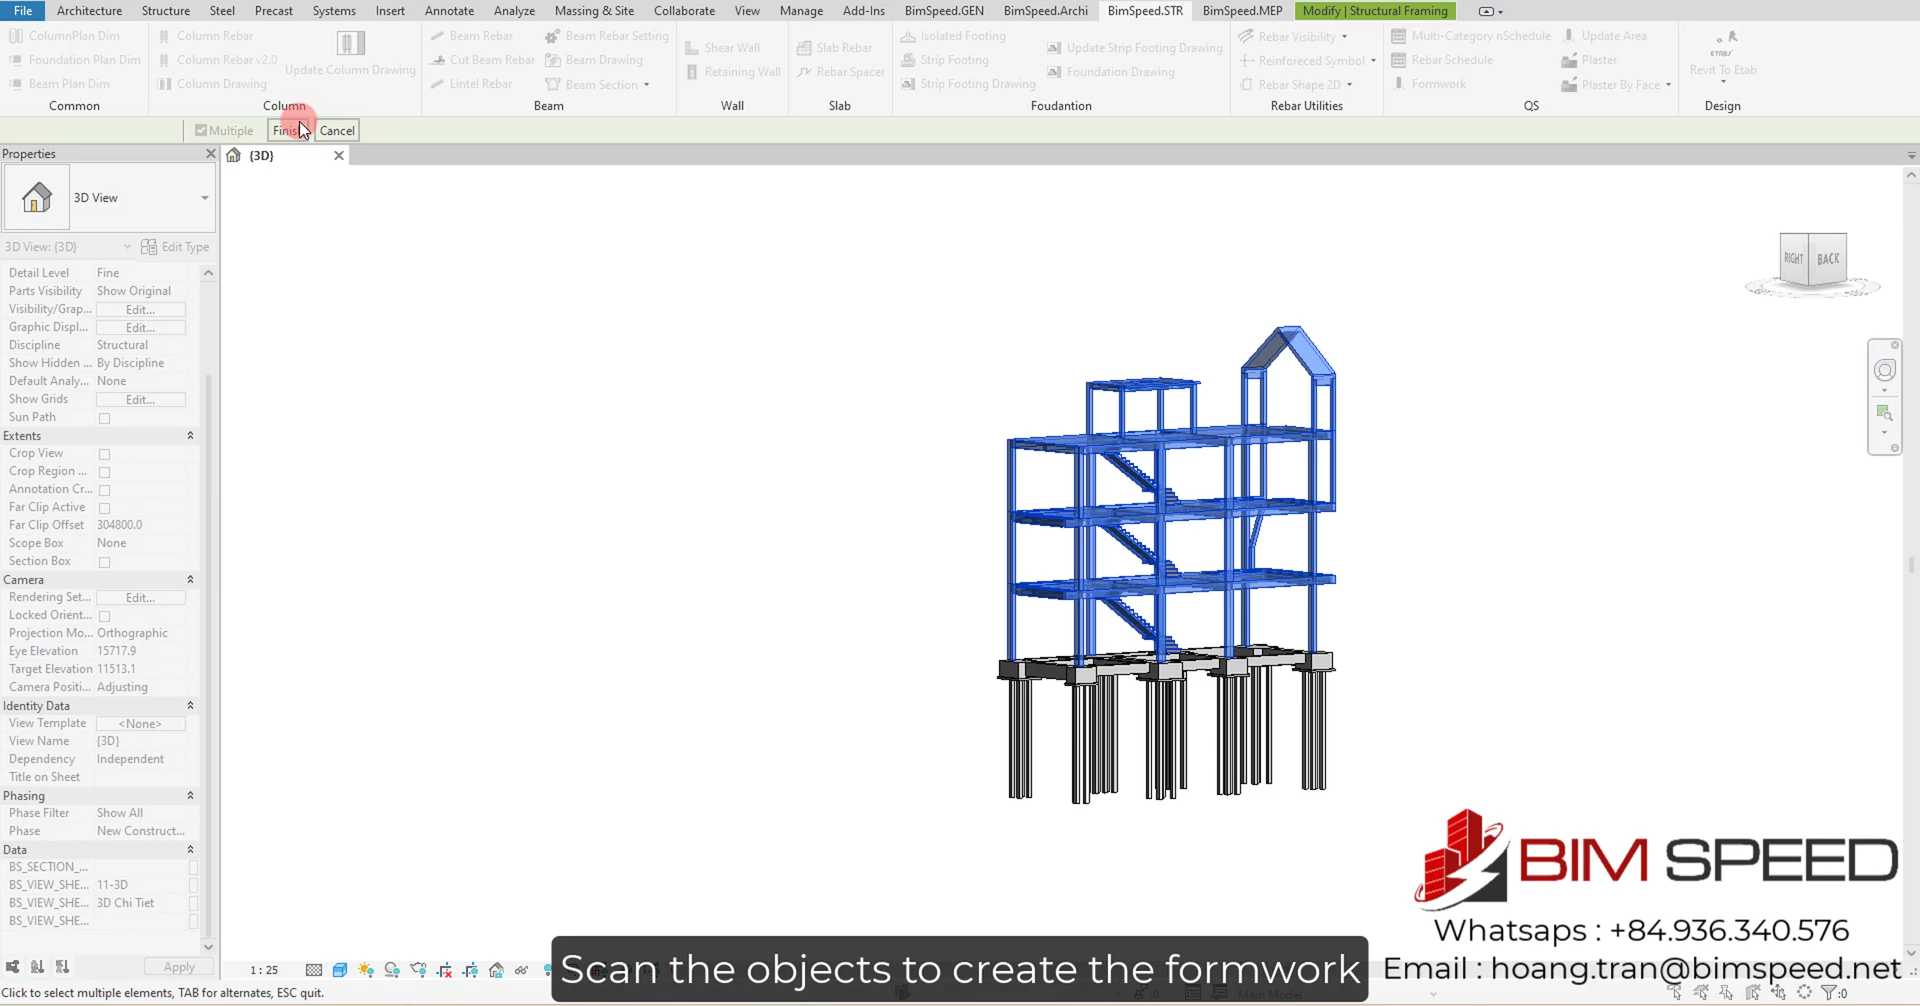 File Architecture Structure Steel Precast Systems Insert Annotate Analyze Massing & Site Collaborate View Manage Add-Ins BimSpeed.GEN BimSpeed.Archi BimSpeed.STR BimSpeed.MEP Modify | Structural Framing
ColumnPlan Dim Column Rebar Beam Rebar Beam Rebar Setting Isolated Footing Rebar Visibility Multi-Category nSchedule Update Area
Shear Wall Slab Rebar Update Strip Footing Drawing
Foundation Plan Dim Column Rebar v2.0 Update Column Drawing Cut Beam Rebar Beam Drawing Strip Footing Reinforced Symbol Rebar Schedule Plaster Revit To Etab
Retaining Wall Rebar Spacer Foundation Drawing
Beam Plan Dim Column Drawing Lintel Rebar Beam Section Strip Footing Drawing Rebar Shape 2D Formwork Plaster By Face
Common Column Beam Wall Slab Foudantion Rebar Utilities QS Design
Multiple Cancel
Properties {3D}
3D View
3D View: {3D} Edit Type
Detail Level Fine
Parts Visibility Show Original
Visibility/Grap... Edit...
Graphic Displ... Edit...
Discipline Structural
Show Hidden ... By Discipline
Default Analy... None
Show Grids Edit...
Sun Path
Extents
Crop View
Crop Region ...
Annotation Cr...
Far Clip Active
Far Clip Offset 304800.0
Scope Box None
Section Box
Camera
Rendering Set... Edit...
Locked Orient...
Projection Mo... Orthographic
Eye Elevation 15717.9
Target Elevation 11513.1
Camera Positi... Adjusting
Identity Data
View Template <None>
View Name {3D}
Dependency Independent
Title on Sheet
Phasing
Phase Filter Show All
Phase New Construct...
Data
BS_SECTION_...
BS_VIEW_SHE... 11-3D
BS_VIEW_SHE... 3D Chi Tiet
BS_VIEW_SHE...
Apply
1 : 25
Click to select multiple elements, TAB for alternates, ESC quit.
RIGHT BACK
BIM SPEED
Whatsaps : +84.936.340.576
Email : hoang.tran@bimspeed.net
Scan the objects to create the formwork
Main Model
:0
:0